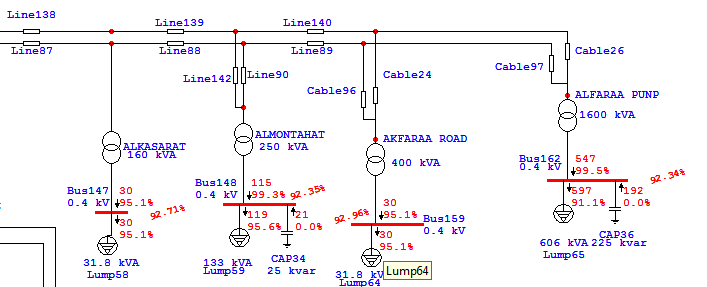 Line138
Line139
Line140
Line87
Line88
Line89
Cable26
Cable97
Line142
Line90
Cable24
Cable96
ALFARAA PUNP
1600 kVA
ALKASARAT
160 kVA
ALMONTAHAT
250 kVA
AKFARAA ROAD
400 kVA
Bus162
0.4 kV
547
99.5%
92.34%
597
91.1%
192
0.0%
Bus147
0.4 kV
30
95.1%
92.71%
30
95.1%
Bus148
0.4 kV
115
99.3%
92.35%
119
95.6%
21
0.0%
30
95.1%
92.96%
Bus159
0.4 kV
30
95.1%
606 kVA
Lump65
CAP36
225 kvar
31.8 kVA
Lump58
133 kVA
Lump59
CAP34
25 kvar
31.8 kV
Lump64
Lump64